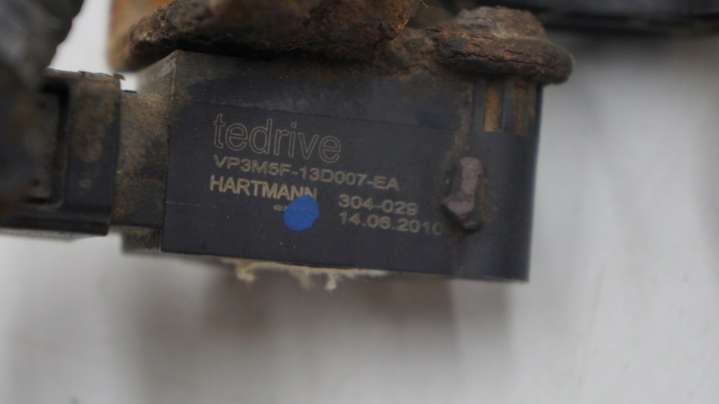 tedrive
VP3M5F-13D007-EA
HARTMANN 304-029
14.06.2010